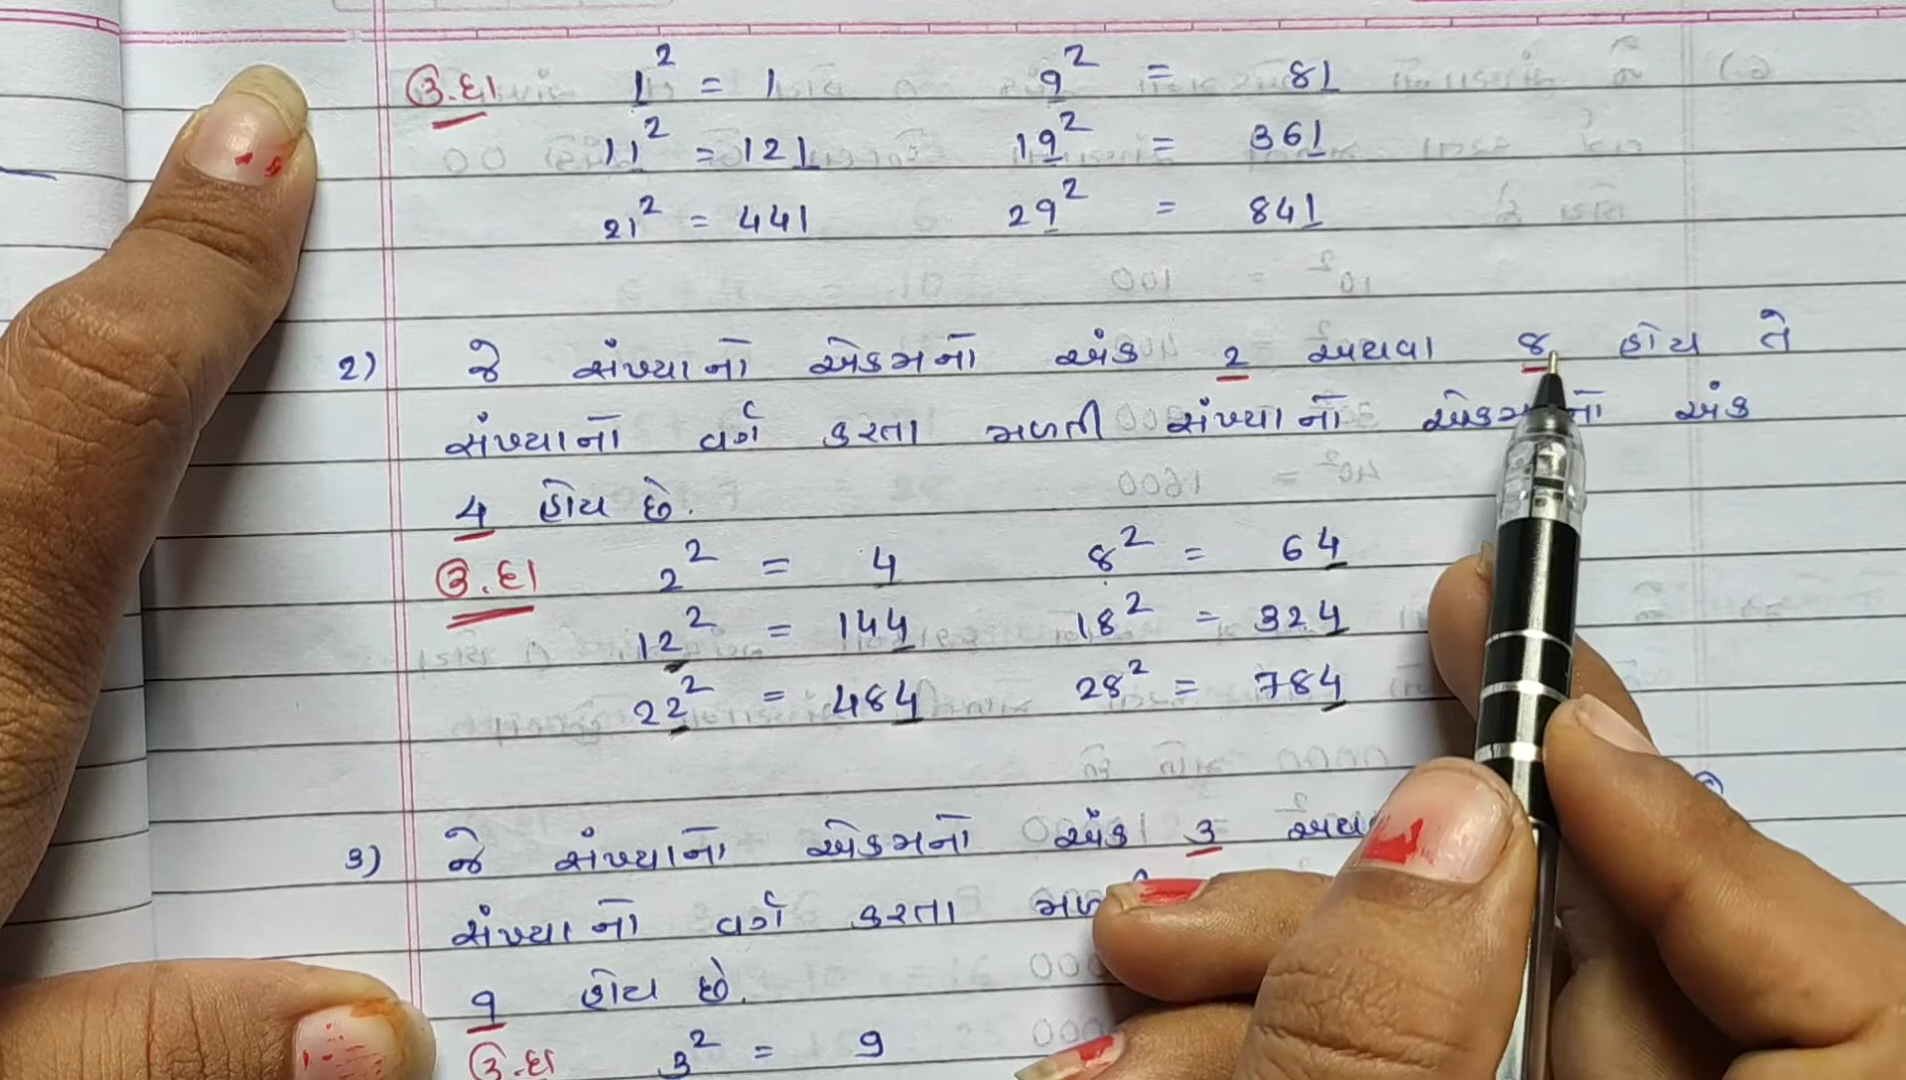 ઉ.દા 1² = 1 9² = 81
11² = 121 19² = 361
21² = 441 29² = 841
2) જે સંખ્યાનો એકમનો અંક 2 અથવા 8 હોય તે
સંખ્યાનો વર્ગ કરતા મળતી સંખ્યાનો એકમનો અંક
4 હોય છે.
ઉ.દા 2² = 4 8² = 64
12² = 144 18² = 324
22² = 484 28² = 784
3) જે સંખ્યાનો એકમનો અંક 3
સંખ્યાનો વર્ગ કરતા
9 હોય છે.
ઉ.દા 3² = 9